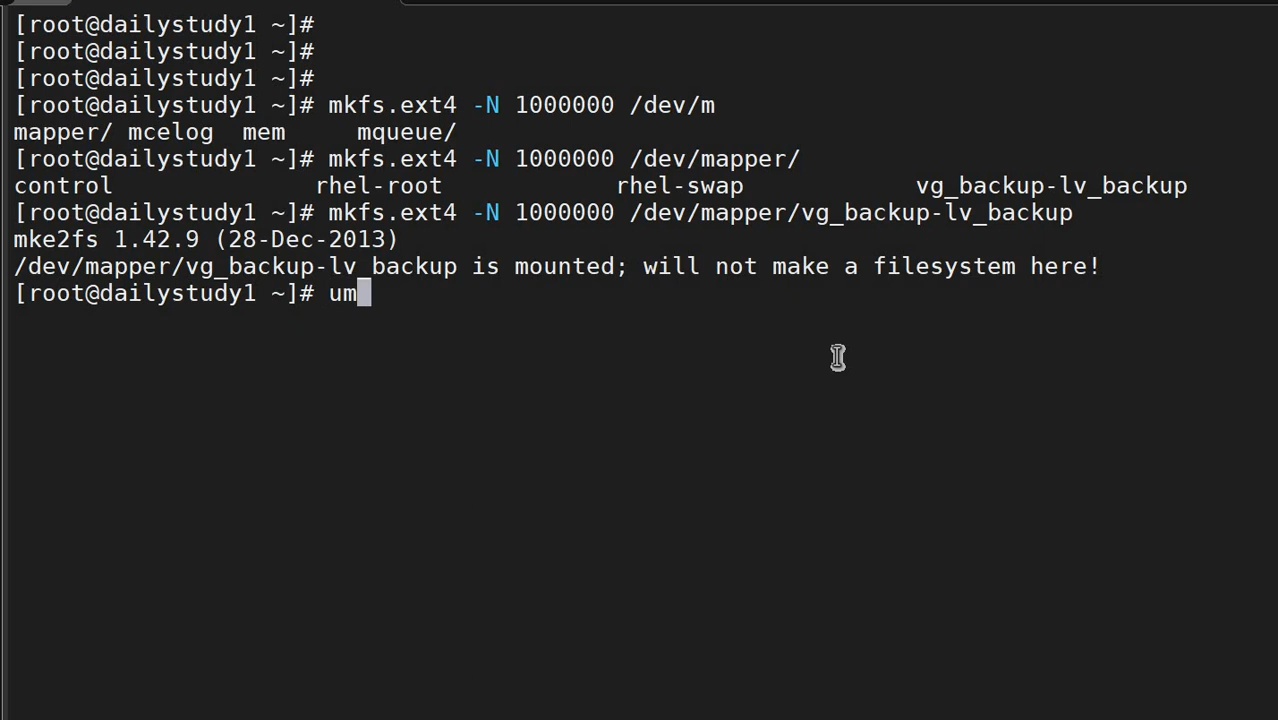 [root@dailystudy1 ~]#
[root@dailystudy1 ~]#
[root@dailystudy1 ~]#
[root@dailystudy1 ~]# mkfs.ext4 -N 1000000 /dev/m
mapper/ mcelog  mem     mqueue/
[root@dailystudy1 ~]# mkfs.ext4 -N 1000000 /dev/mapper/
control              rhel-root            rhel-swap            vg_backup-lv_backup
[root@dailystudy1 ~]# mkfs.ext4 -N 1000000 /dev/mapper/vg_backup-lv_backup
mke2fs 1.42.9 (28-Dec-2013)
/dev/mapper/vg_backup-lv_backup is mounted; will not make a filesystem here!
[root@dailystudy1 ~]# um